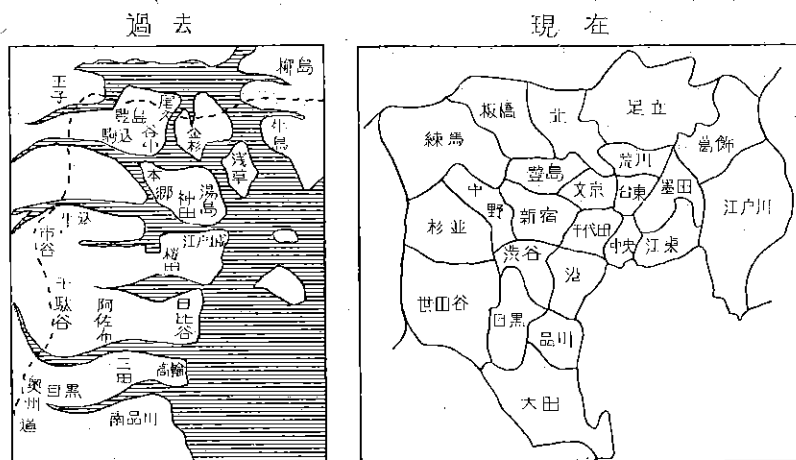 過去
柳島
王子
豊島
尾久
駒込
谷中
金杉
牛島
浅草
本郷
神田
湯島
牛込
市谷
江戸城
桜田
千駄谷
阿佐布
日比谷
三田
高輪
目黒
奥州道
南品川
現在
板橋
北
足立
練馬
葛飾
荒川
豊島
文京
台東
墨田
江戸川
中野
杉並
新宿
千代田
中央
江東
渋谷
港
世田谷
目黒
品川
大田